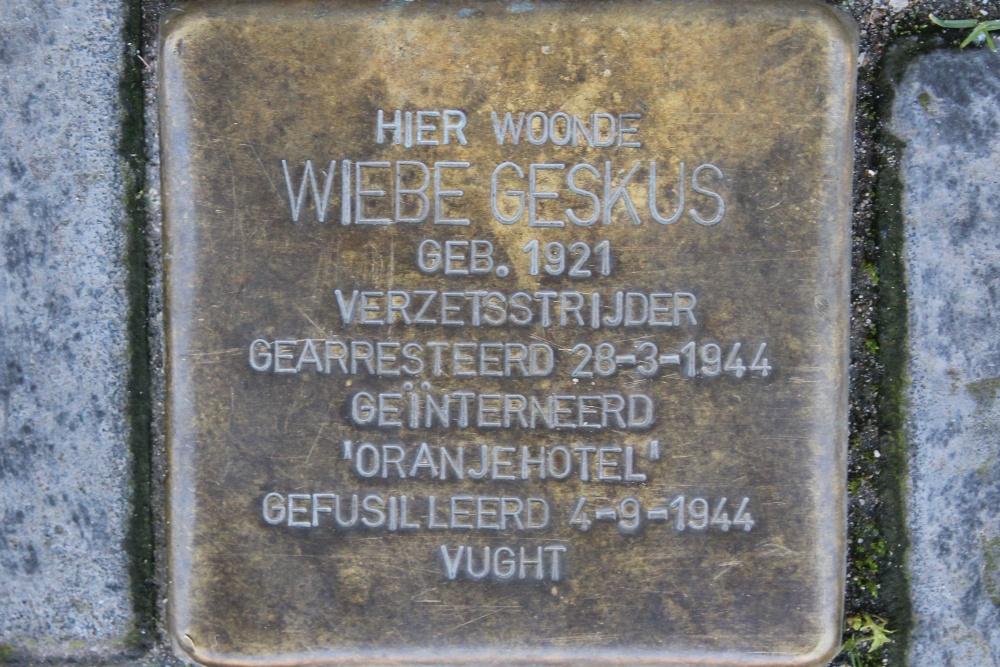 HIER WOONDE
WIEBE GESKUS
GEB. 1921
VERZETSSTRIJDER
GEARRESTEERD 28-3-1944
GEÏNTERNEERD
'ORANJEHOTEL'
GEFUSILLEERD 4-9-1944
VUGHT